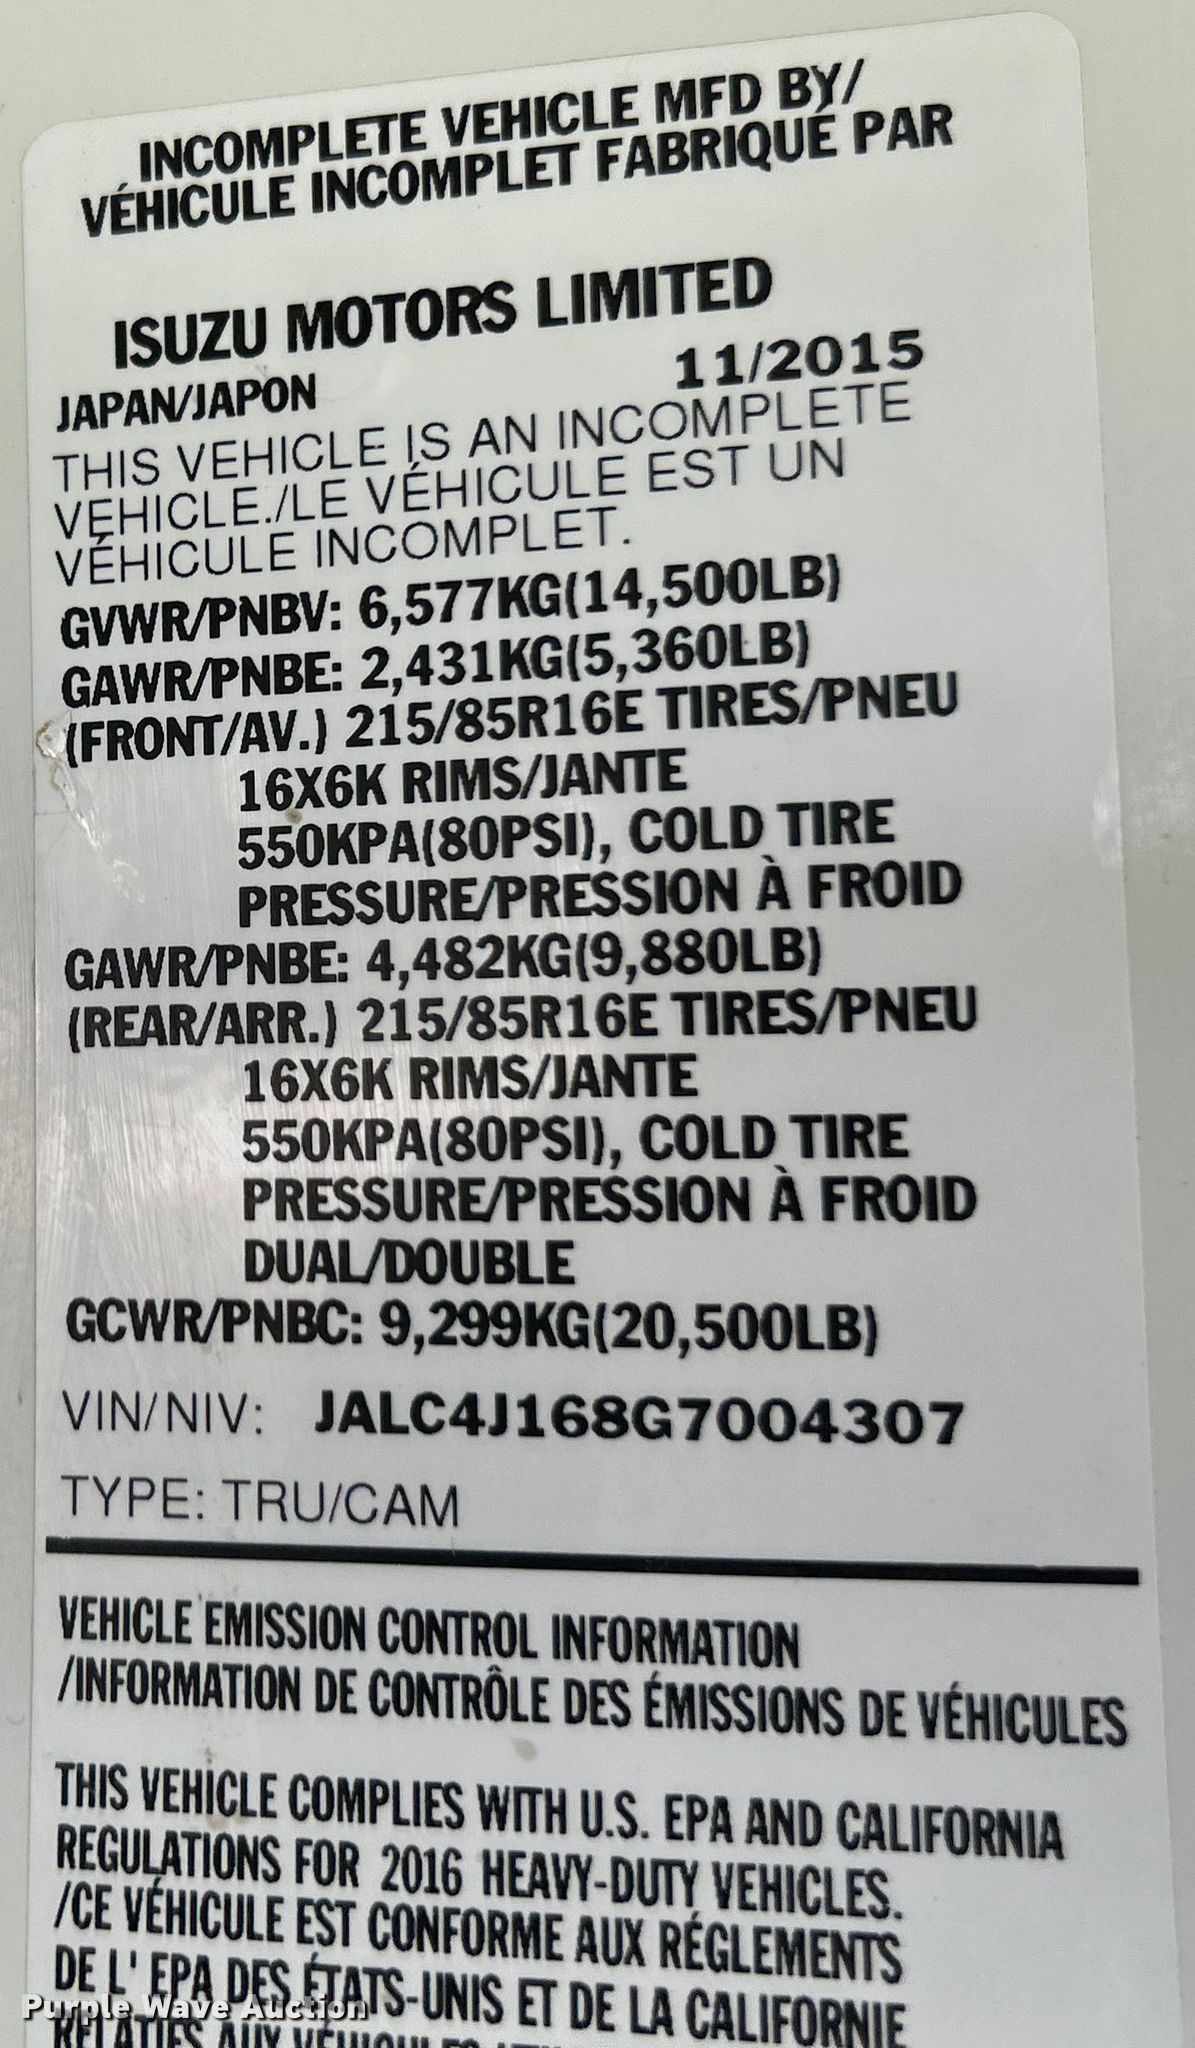 INCOMPLETE VEHICLE MFD BY/
VÉHICULE INCOMPLET FABRIQUÉ PAR
ISUZU MOTORS LIMITED
JAPAN/JAPON 11/2015
THIS VEHICLE IS AN INCOMPLETE
VEHICLE./LE VÉHICULE EST UN
VÉHICULE INCOMPLET.
GVWR/PNBV: 6,577KG(14,500LB)
GAWR/PNBE: 2,431KG(5,360LB)
(FRONT/AV.) 215/85R16E TIRES/PNEU
16X6K RIMS/JANTE
550KPA(80PSI), COLD TIRE
PRESSURE/PRESSION À FROID
GAWR/PNBE: 4,482KG(9,880LB)
(REAR/ARR.) 215/85R16E TIRES/PNEU
16X6K RIMS/JANTE
550KPA(80PSI), COLD TIRE
PRESSURE/PRESSION À FROID
DUAL/DOUBLE
GCWR/PNBC: 9,299KG(20,500LB)
VIN/NIV: JALC4J168G7004307
TYPE: TRU/CAM
VEHICLE EMISSION CONTROL INFORMATION
/INFORMATION DE CONTRÔLE DES ÉMISSIONS DE VÉHICULES
THIS VEHICLE COMPLIES WITH U.S. EPA AND CALIFORNIA
REGULATIONS FOR 2016 HEAVY-DUTY VEHICLES.
/CE VÉHICULE EST CONFORME AUX RÉGLEMENTS
DE L' EPA DES ÉTATS-UNIS ET DE LA CALIFORNIE
Purple Wave Auction
RELATIFS AUX VÉHICULES